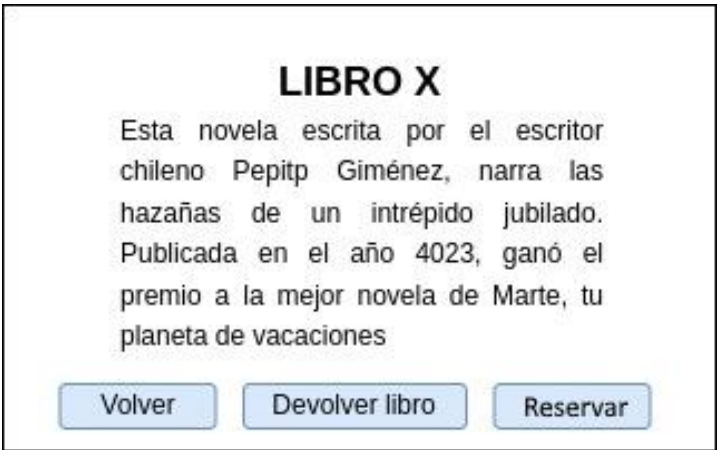 LIBRO X
Esta novela escrita por el escritor
chileno Pepitp Giménez, narra las
hazañas de un intrépido jubilado.
Publicada en el año 4023, ganó el
premio a la mejor novela de Marte, tu
planeta de vacaciones
Volver Devolver libro Reservar